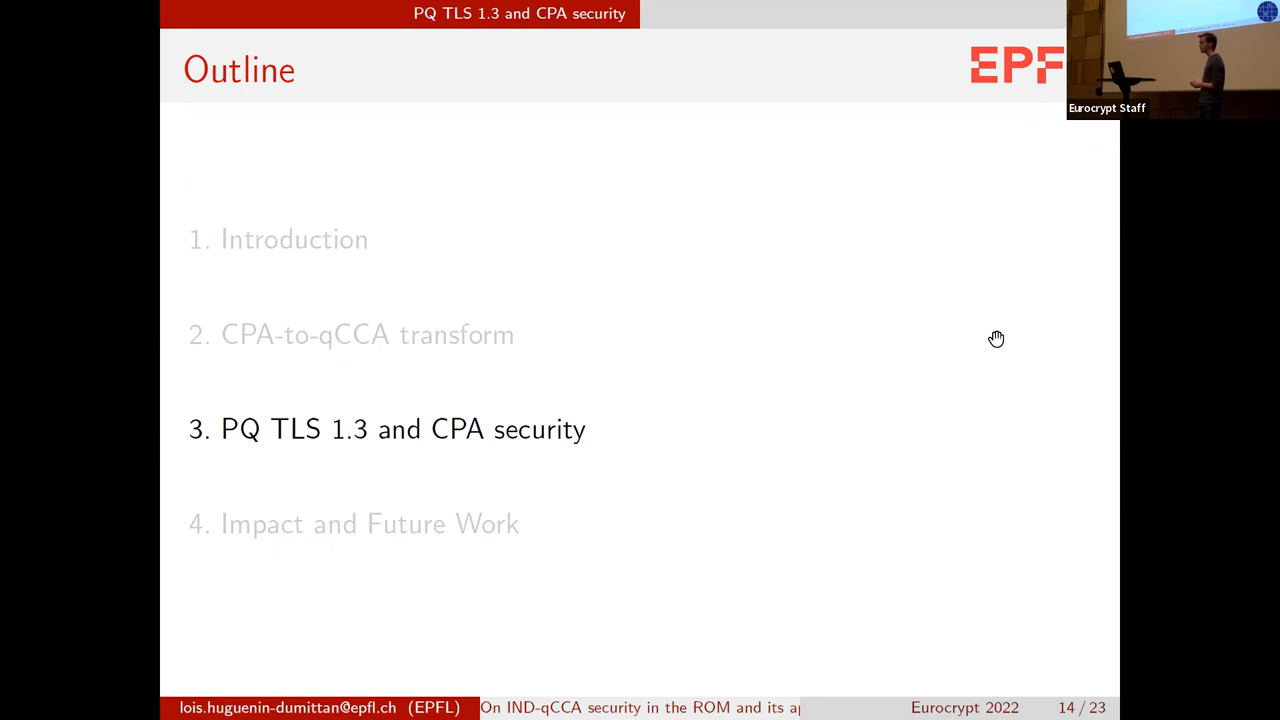 PQ TLS 1.3 and CPA security
Outline
EPF
Eurocrypt Staff
1. Introduction
2. CPA-to-qCCA transform
3. PQ TLS 1.3 and CPA security
4. Impact and Future Work
lois.huguenin-dumittan@epfl.ch (EPFL)
On IND-qCCA security in the ROM and its a
Eurocrypt 2022
14 / 23